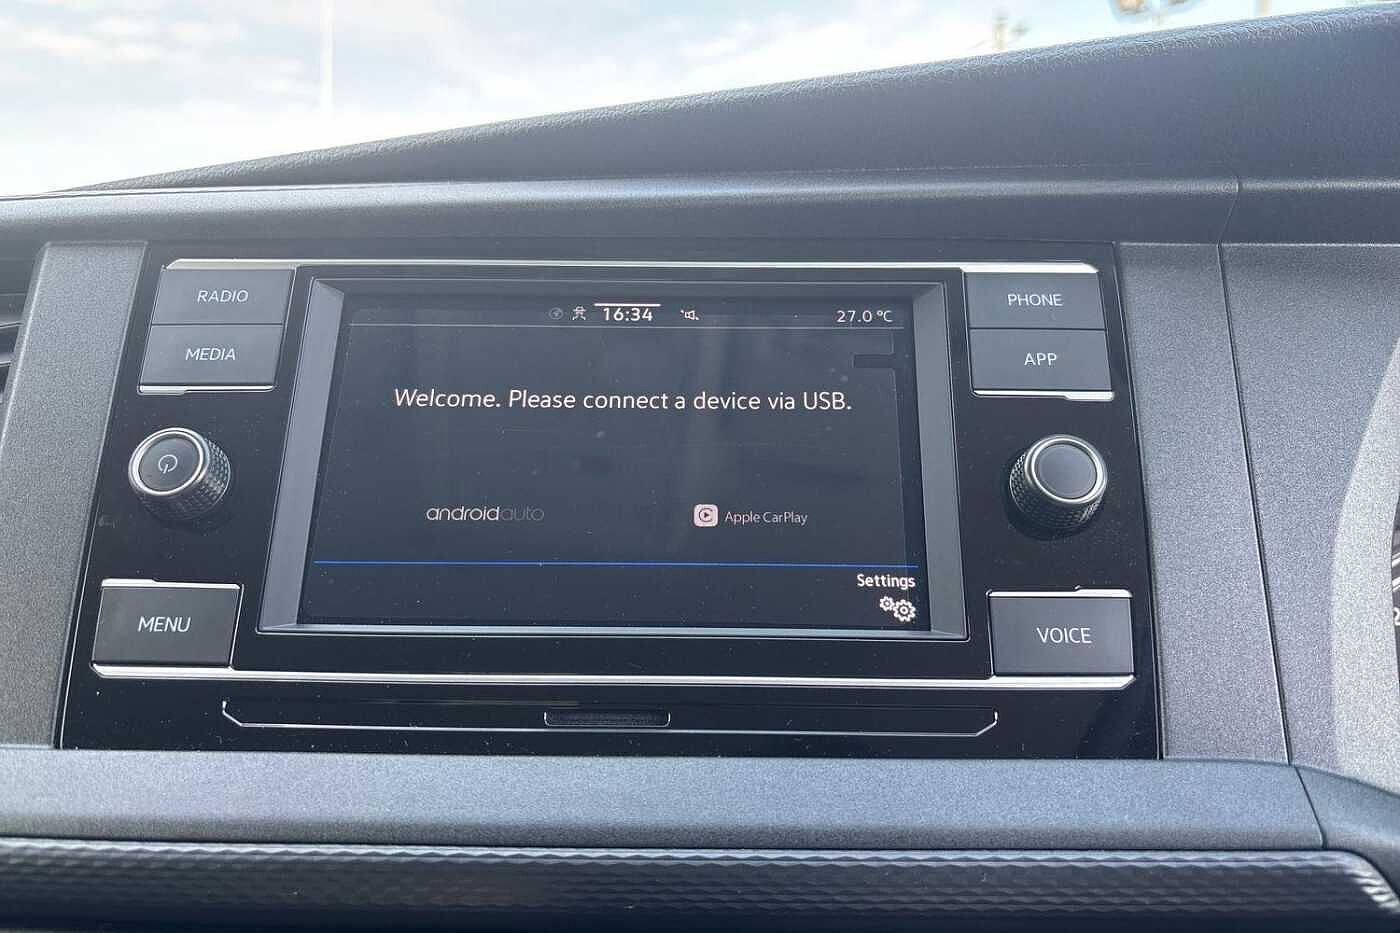 RADIO
MEDIA
MENU
16:34
27.0 °C
Welcome. Please connect a device via USB.
androidauto
Apple CarPlay
Settings
PHONE
APP
VOICE